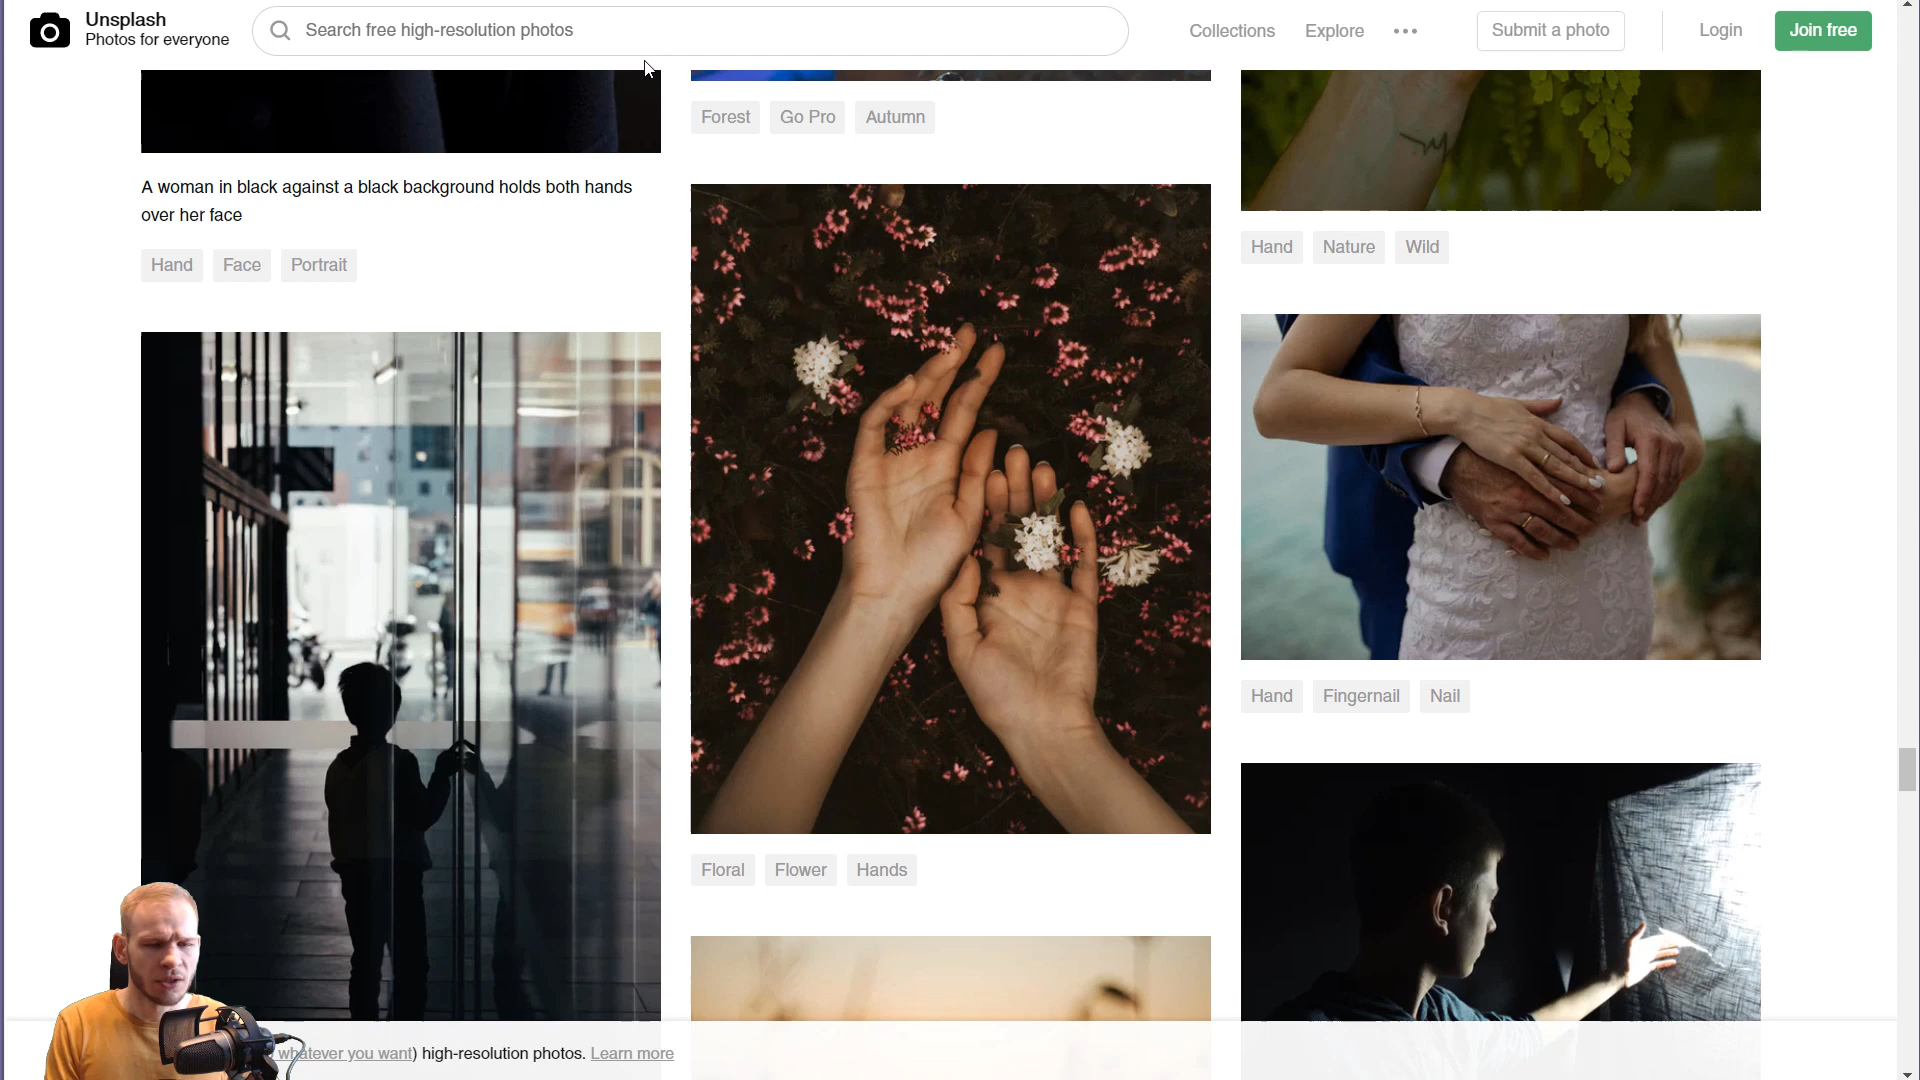 Unsplash
Photos for everyone
Search free high-resolution photos
Collections
Explore
Submit a photo
Login
Join free
Forest
Go Pro
Autumn
A woman in black against a black background holds both hands
over her face
Hand
Face
Portrait
Hand
Nature
Wild
Hand
Fingernail
Nail
Floral
Flower
Hands
whatever you want) high-resolution photos. Learn more